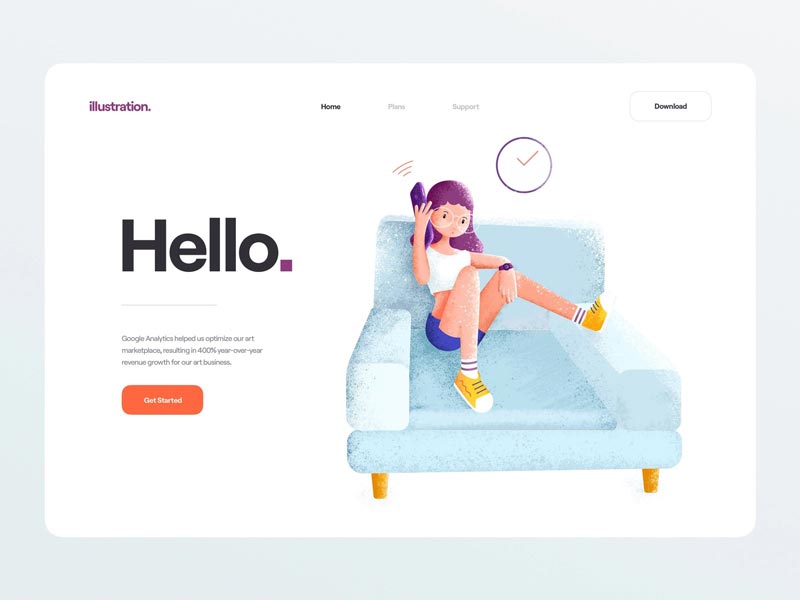 illustration.
Home
Plans
Support
Download
Hello.
Google Analytics helped us optimize our art
marketplace, resulting in 400% year-over-year
revenue growth for our art business.
Get Started